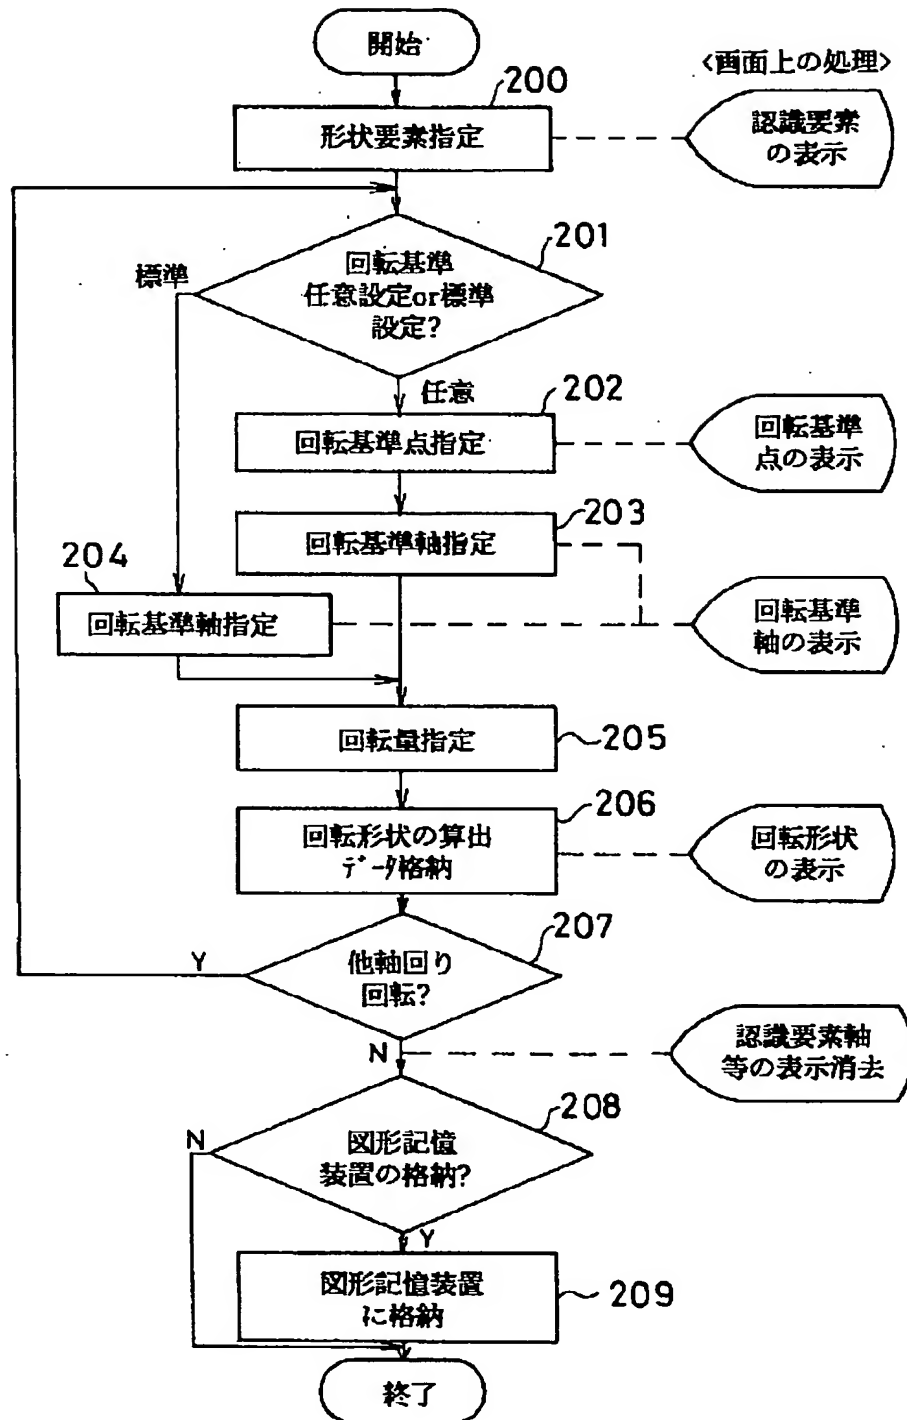 開始
<画面上の処理>
200
形状要素指定
認識要素
の表示
201
回転基準
任意設定or標準
設定?
標準
任意
202
回転基準点指定
回転基準
点の表示
203
回転基準軸指定
204
回転基準軸指定
回転基準
軸の表示
回転量指定
205
206
回転形状の算出
データ格納
回転形状
の表示
207
他軸回り
回転?
Y
N
認識要素軸
等の表示消去
208
図形記憶
装置の格納?
N
Y
図形記憶装置
に格納
209
終了